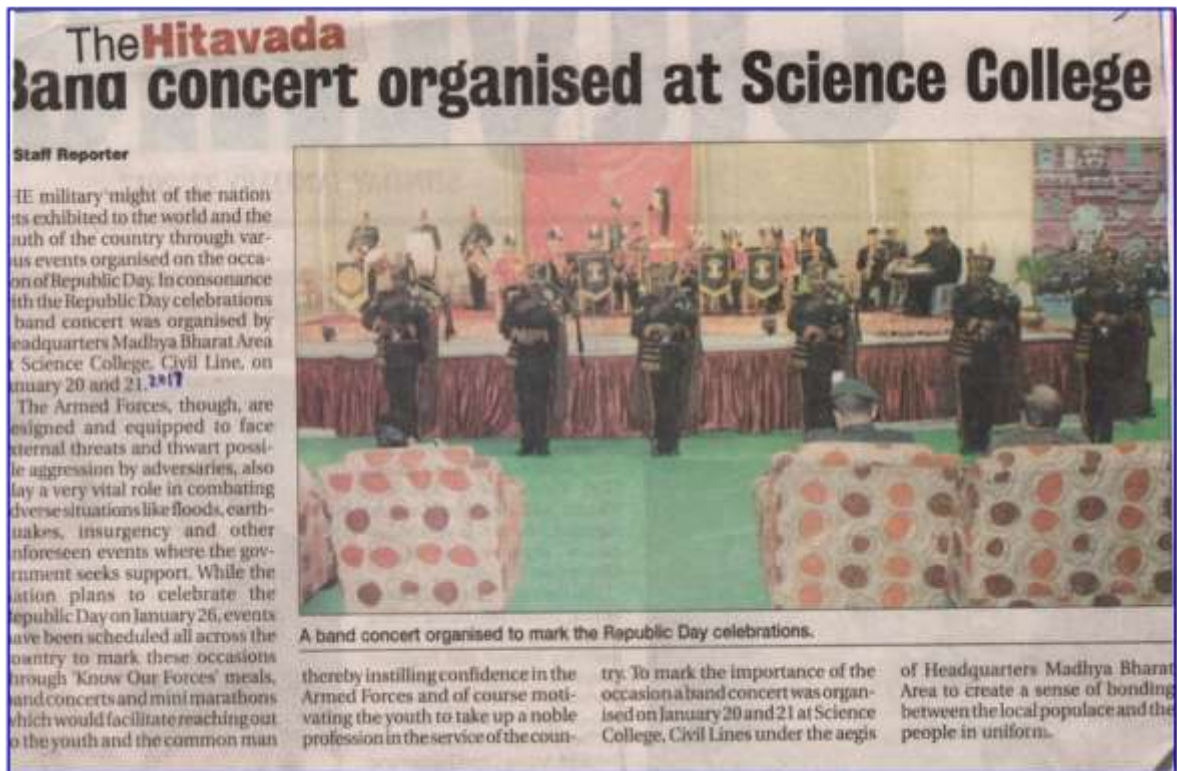 TheHitavada
Band concert organised at Science College
Staff Reporter
HE military might of the nation
ts exhibited to the world and the
uth of the country through var-
us events organised on the occa-
on of Republic Day. In consonance
ith the Republic Day celebrations
band concert was organised by
eadquarters Madhya Bharat Area
t Science College, Civil Line, on
nuary 20 and 21,
The Armed Forces, though, are
esigned and equipped to face
xternal threats and thwart possi-
le aggression by adversaries, also
lay a very vital role in combating
dverse situations like floods, earth-
uakes, insurgency and other
nforeseen events where the gov-
rnment seeks support. While the
ation plans to celebrate the
epublic Day on January 26, events
ave been scheduled all across the
ountry to mark these occasions
hrough 'Know Our Forces' meals,
and concerts and mini marathons
which would facilitate reaching out
o the youth and the common man
A band concert organised to mark the Republic Day celebrations.
thereby instilling confidence in the
Armed Forces and of course moti-
vating the youth to take up a noble
profession in the service of the coun-
try. To mark the importance of the
occasion a band concert was organ-
ised on January 20 and 21 at Science
College, Civil Lines under the aegis
of Headquarters Madhya Bharat
Area to create a sense of bonding
between the local populace and the
people in uniform.